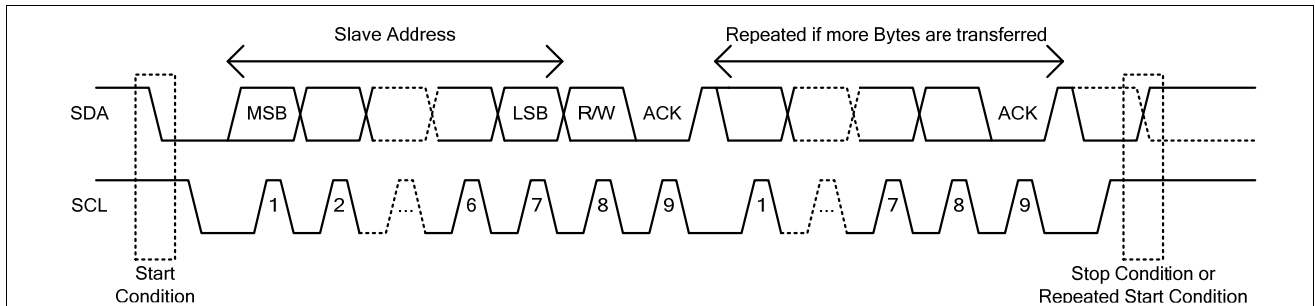 Slave Address
Repeated if more Bytes are transferred
SDA
MSB
LSB
R/W
ACK
ACK
SCL
1
2
...
6
7
8
9
1
...
7
8
9
Start
Condition
Stop Condition or
Repeated Start Condition